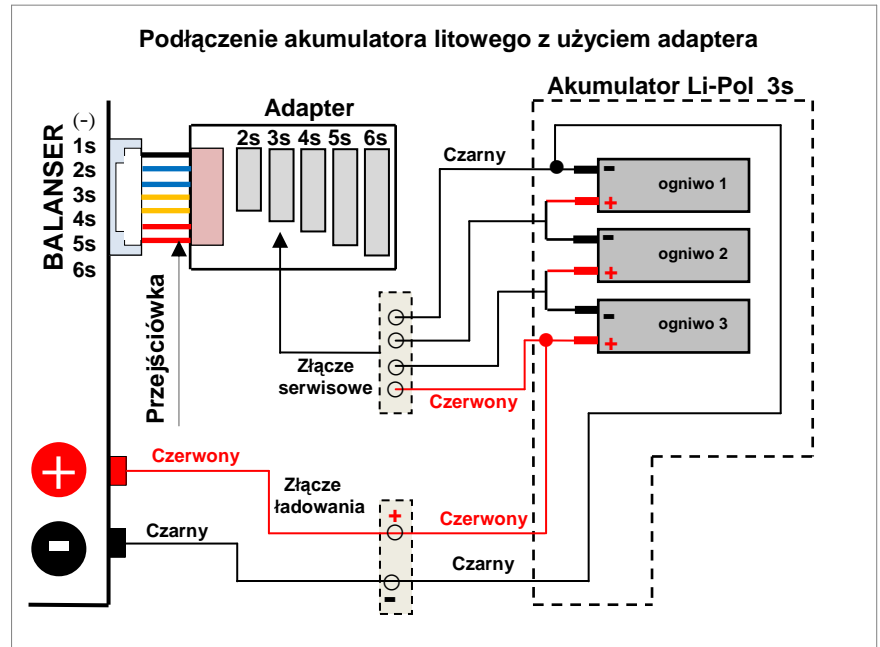 Podłączenie akumulatora litowego z użyciem adaptera
Akumulator Li-Pol 3s
Adapter
2s 3s 4s 5s 6s
BALANSER
(-)
1s
2s
3s
4s
5s
6s
Przejściówka
Czarny
- ogniwo 1
+
- ogniwo 2
+
- ogniwo 3
+
Złącze
serwisowe
Czerwony
+
Czerwony
Złącze
ładowania
+
Czerwony
-
Czarny
Czarny
-